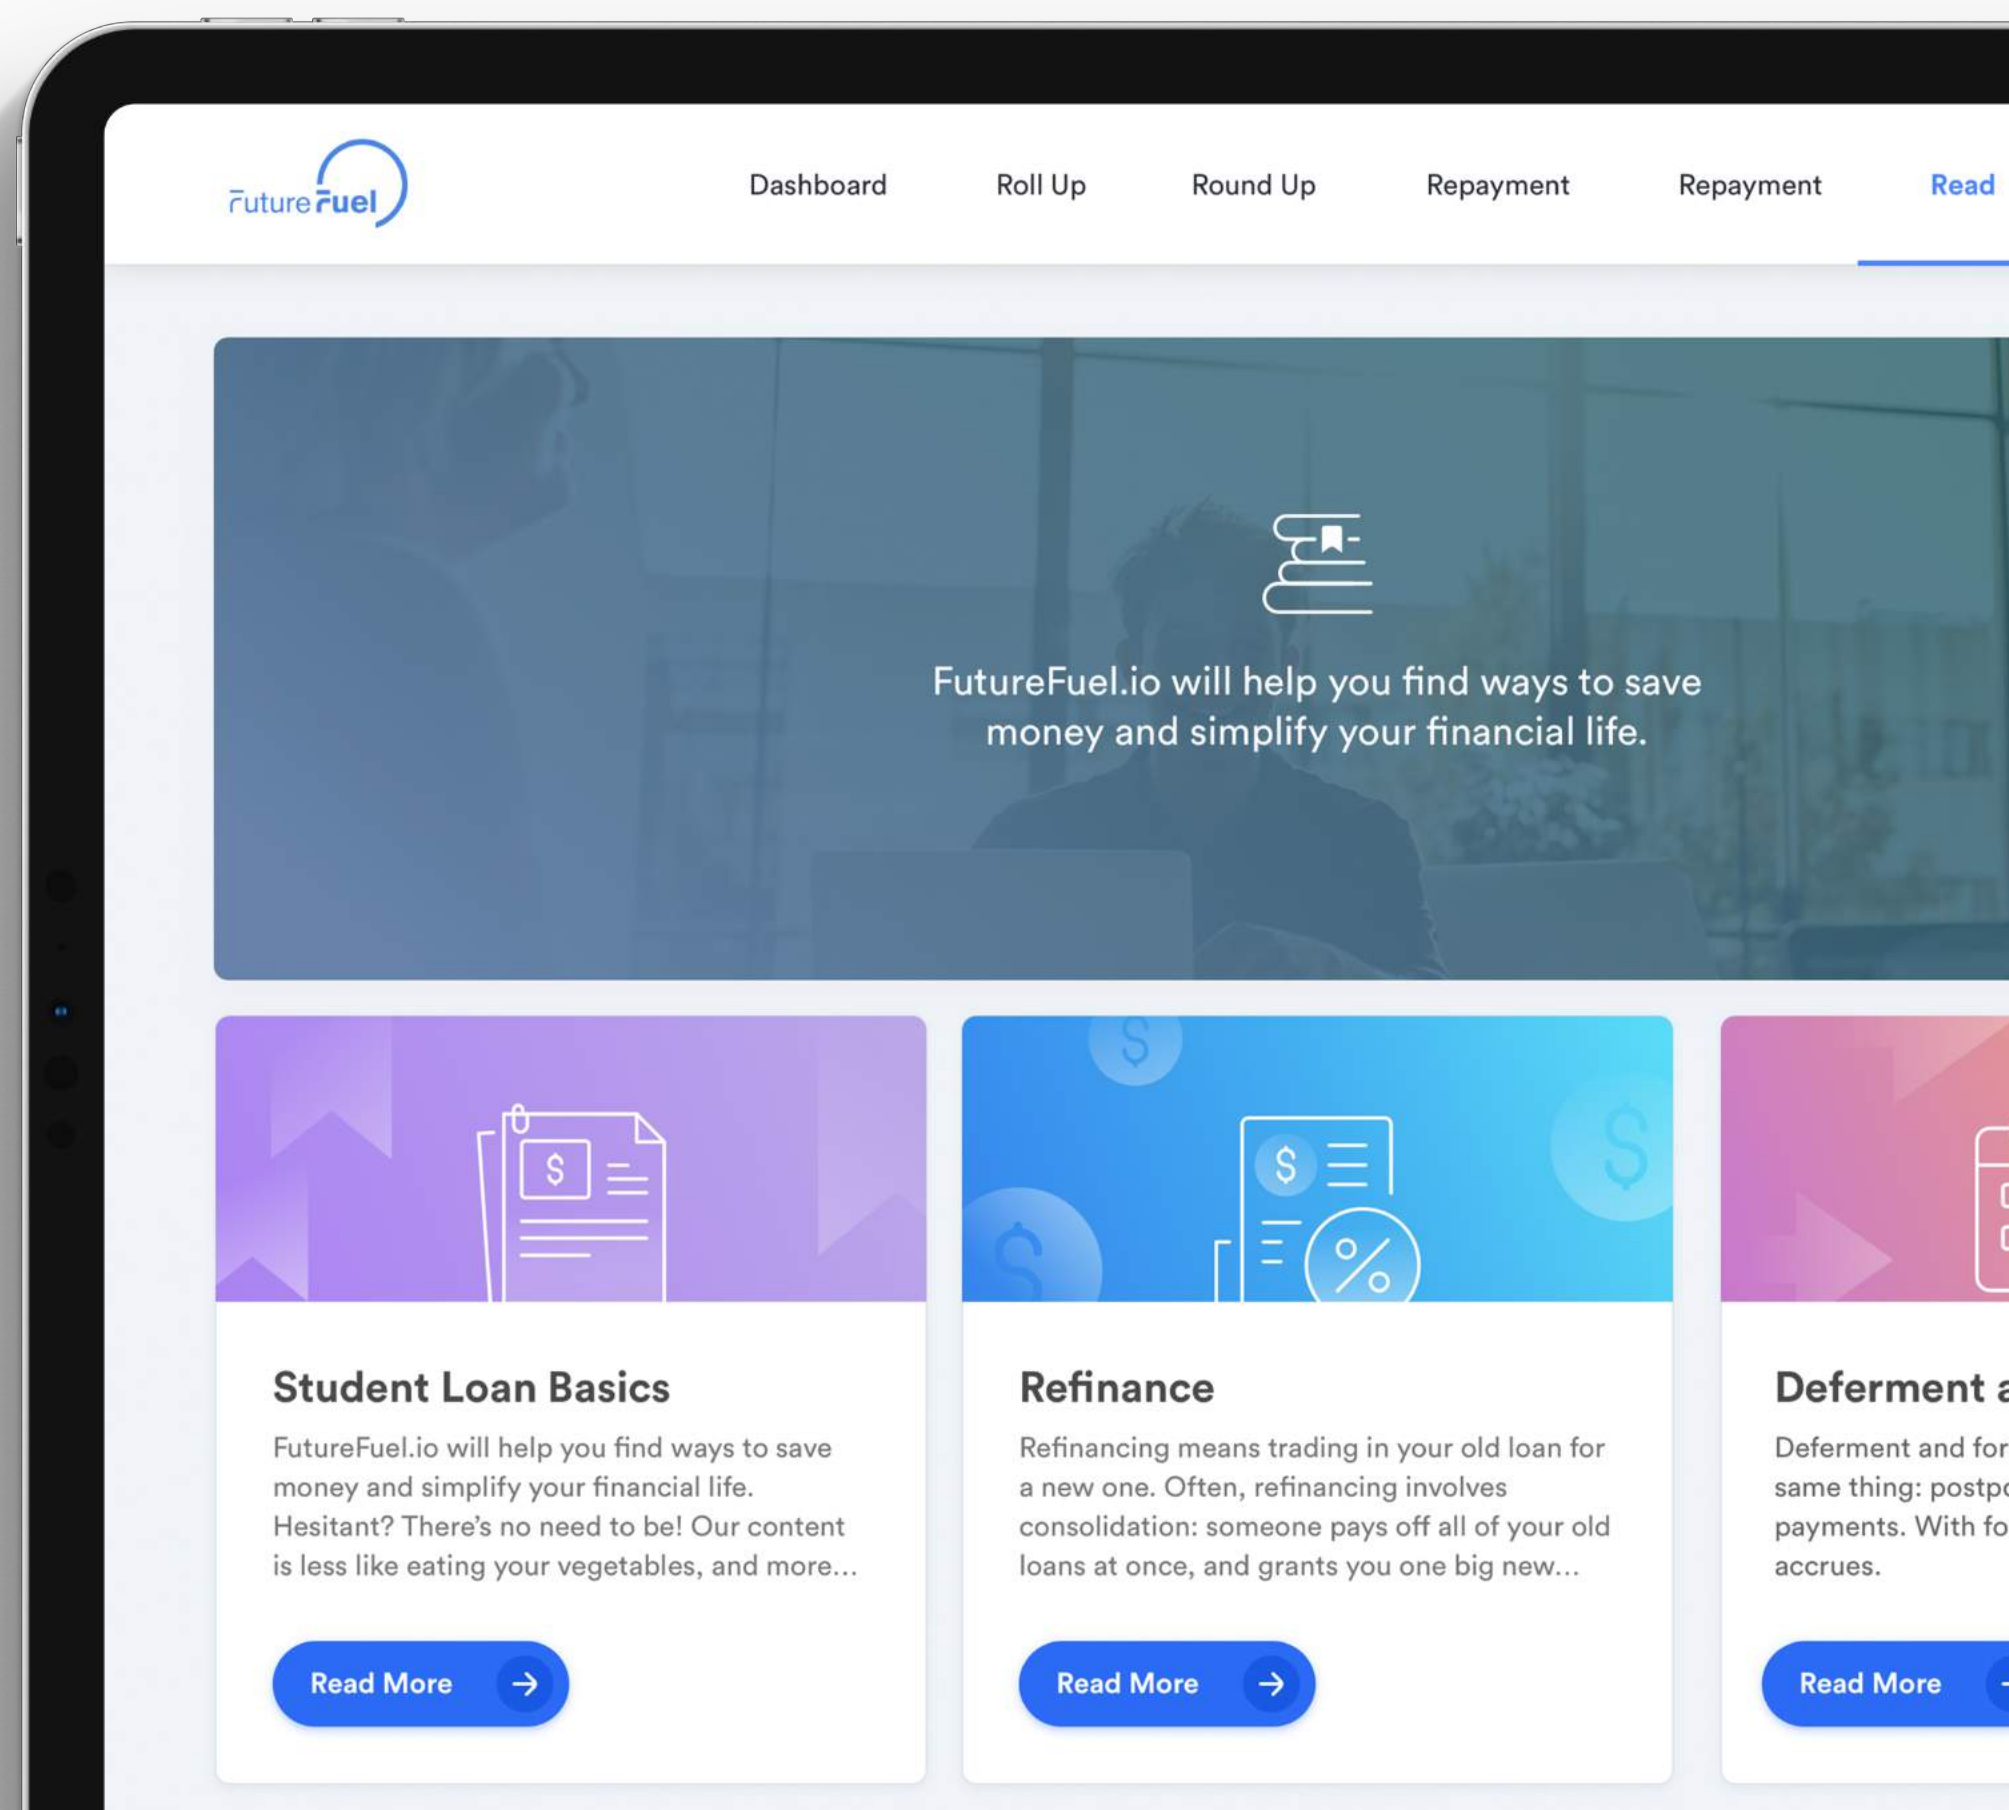 FutureFuel
Dashboard
Roll Up
Round Up
Repayment
Repayment
Read
FutureFuel.io will help you find ways to save
money and simplify your financial life.
$
$
$
$
$
%
Student Loan Basics
FutureFuel.io will help you find ways to save
money and simplify your financial life.
Hesitant? There’s no need to be! Our content
is less like eating your vegetables, and more...
Read More
Refinance
Refinancing means trading in your old loan for
a new one. Often, refinancing involves
consolidation: someone pays off all of your old
loans at once, and grants you one big new...
Read More
Deferment
Deferment and
same thing:
payments. With
accrues.
Read More